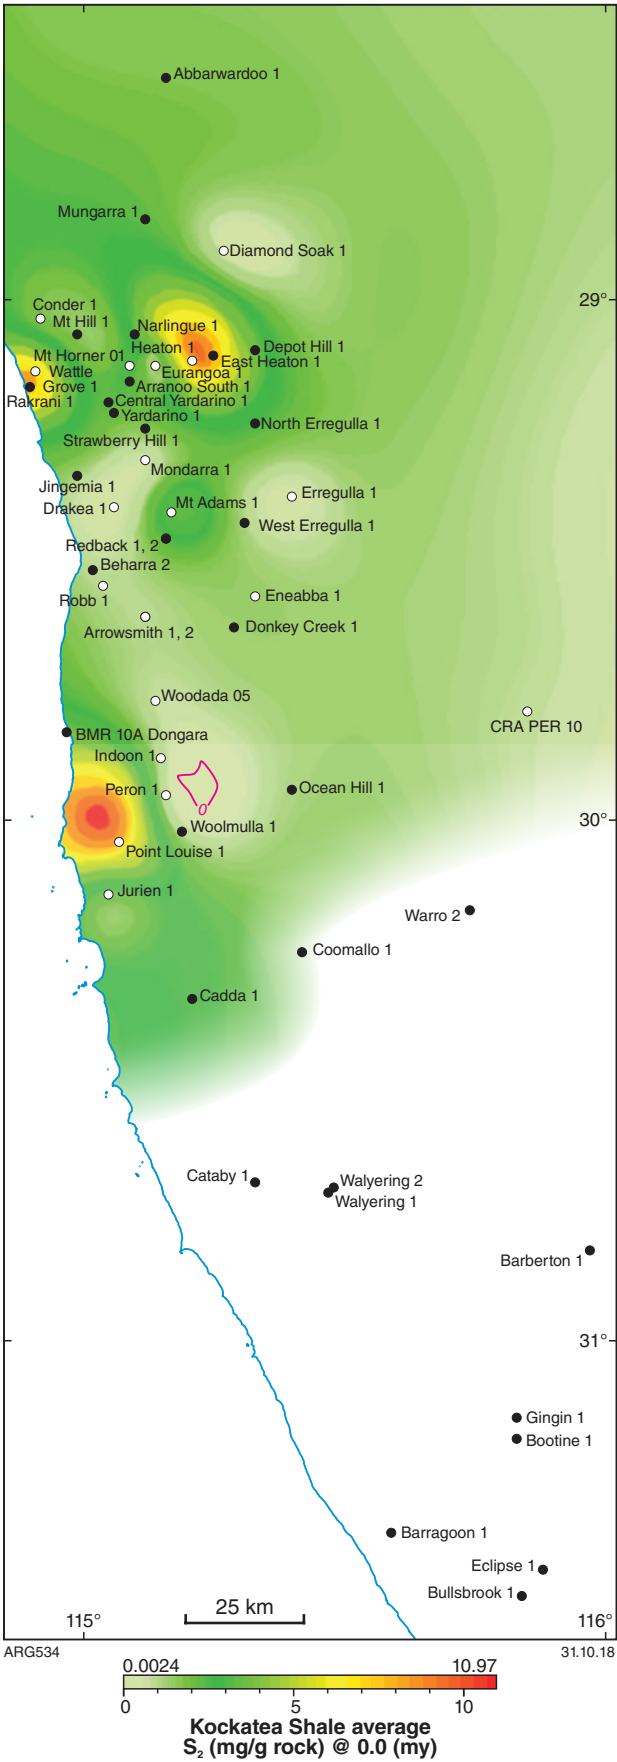 Abbarwardoo 1
Mungarra 1
Diamond Soak 1
29°
Conder 1
Mt Hill 1
Narlingue 1
Depot Hill 1
Heaton 1
Mt Horner 01
East Heaton 1
Wattle
Grove 1
Eurangoa 1
Arranoo South 1
Rakrani 1
Central Yardarino 1
Yardarino 1
North Erregulla 1
Strawberry Hill 1
Mondarra 1
Jingemia 1
Erregulla 1
Mt Adams 1
Drakea 1
West Erregulla 1
Redback 1, 2
Beharra 2
Eneabba 1
Robb 1
Donkey Creek 1
Arrowsmith 1, 2
Woodada 05
CRA PER 10
BMR 10A Dongara
Indoon 1
Ocean Hill 1
Peron 1
0
30°
Woolmulla 1
Point Louise 1
Jurien 1
Warro 2
Coomallo 1
Cadda 1
Cataby 1
Walyering 2
Walyering 1
Barberton 1
31°
Gingin 1
Bootine 1
Barragoon 1
Eclipse 1
Bullsbrook 1
25 km
115°
116°
ARG534
31.10.18
0.0024
10.97
0
5
10
Kockatea Shale average
S₂ (mg/g rock) @ 0.0 (my)